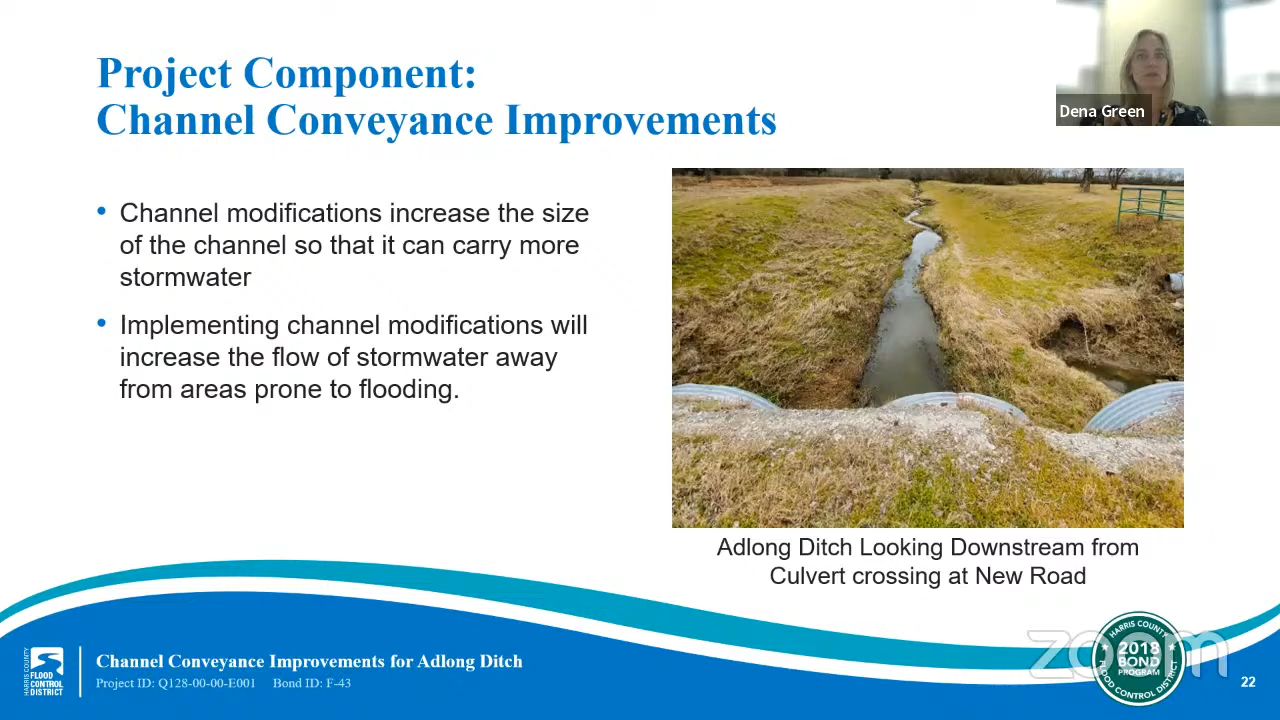 Project Component:
Channel Conveyance Improvements
Dena Green
• Channel modifications increase the size
of the channel so that it can carry more
stormwater
• Implementing channel modifications will
increase the flow of stormwater away
from areas prone to flooding.
Adlong Ditch Looking Downstream from
Culvert crossing at New Road
HARRIS COUNTY
FLOOD
CONTROL
DISTRICT
Channel Conveyance Improvements for Adlong Ditch
Project ID: Q128-00-00-E001 Bond ID: F-43
zoom
HARRIS COUNTY
2018
BOND
PROGRAM
FLOOD CONTROL DISTRICT
22